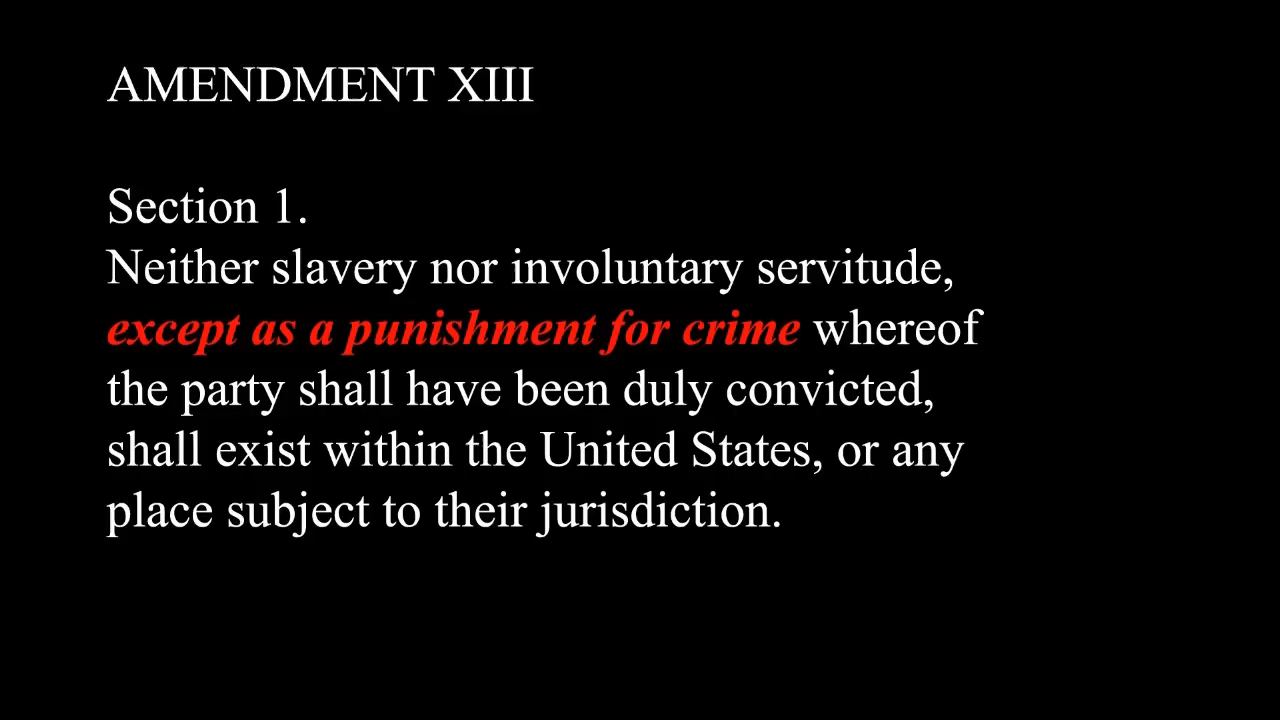 AMENDMENT XIII
Section 1.
Neither slavery nor involuntary servitude,
except as a punishment for crime whereof
the party shall have been duly convicted,
shall exist within the United States, or any
place subject to their jurisdiction.